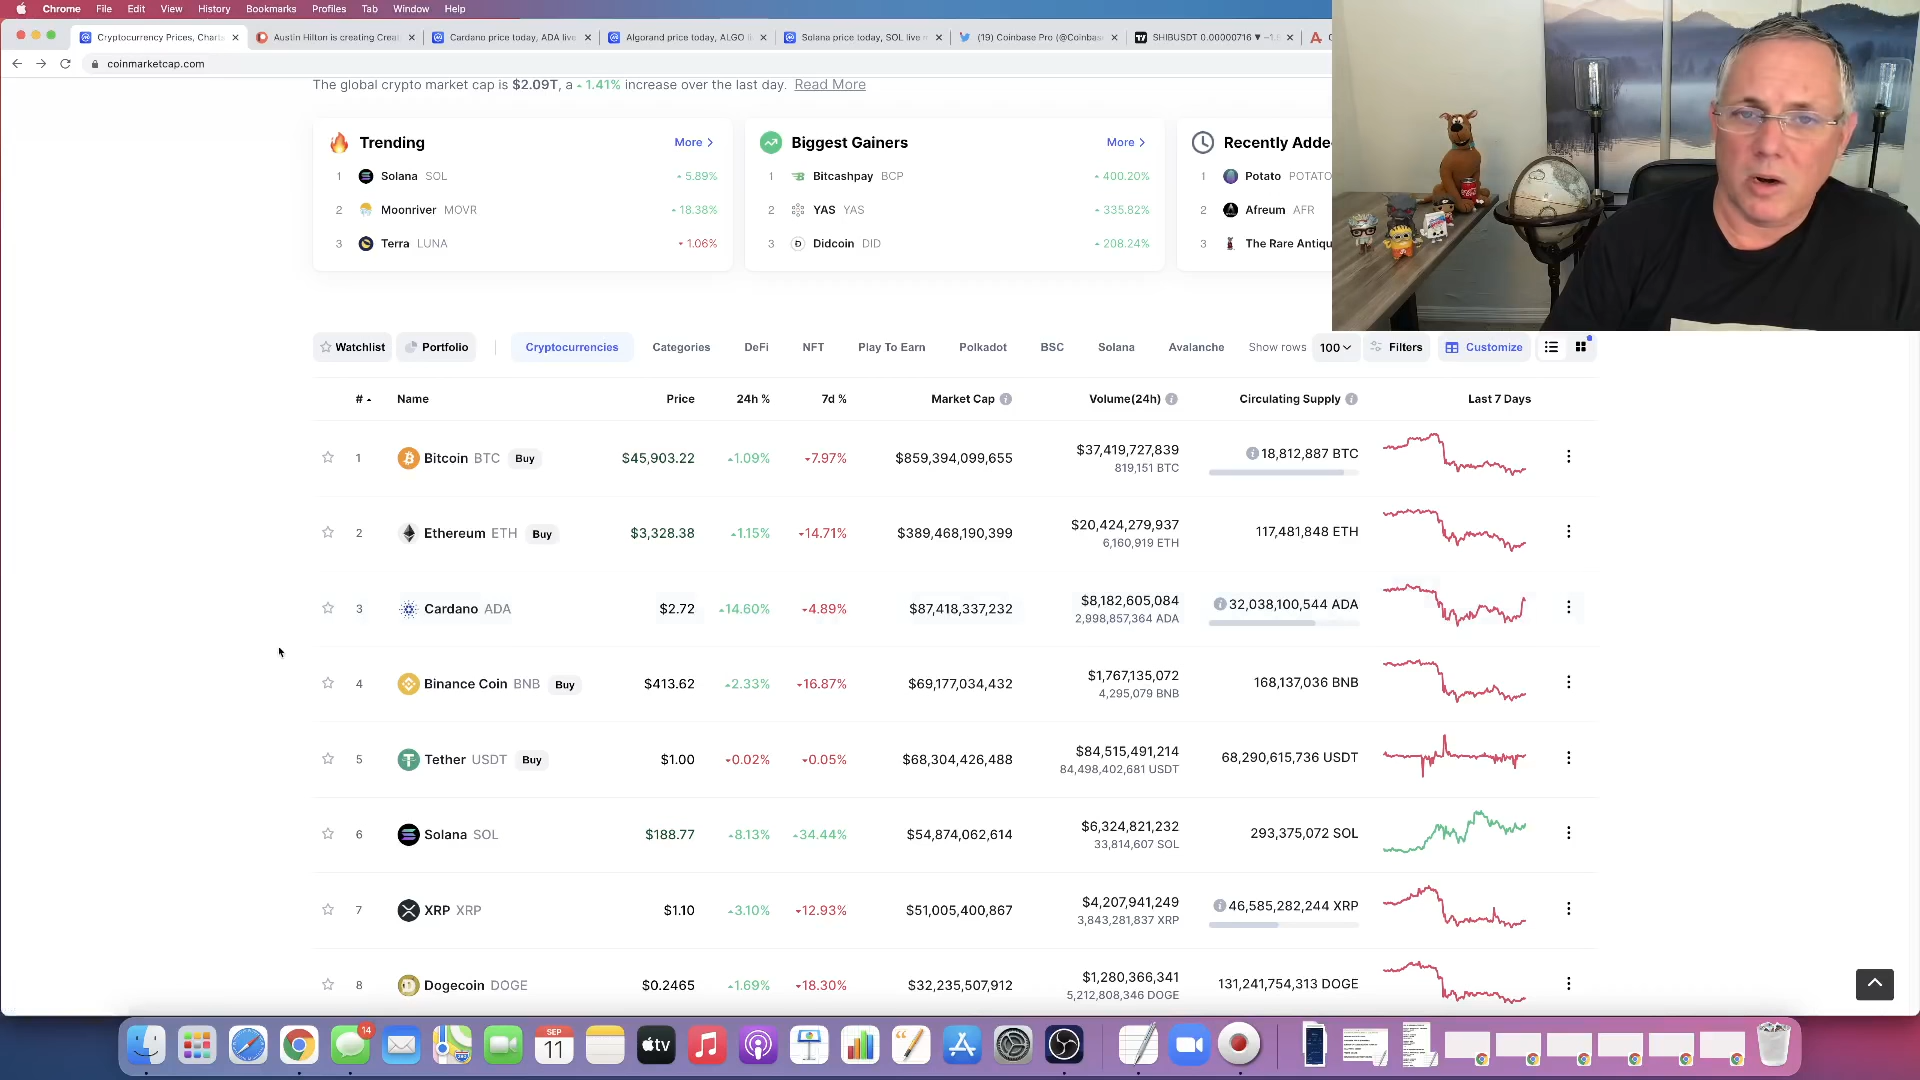 Chrome File Edit View History Bookmarks Profiles Tab Window Help
Cryptocurrency Prices, Chart
Austin Hilton is creating Crea
Cardano price today, ADA live
Algorand price today, ALGO
Solana price today, SOL live
(19) Coinbase Pro (@Coinbas
SHIBUSDT 0.00000716
coinmarketcap.com
The global crypto market cap is $2.09T, a 1.41% increase over the last day. Read More
Trending More
1 Solana SOL 5.89%
2 Moonriver MOVR 18.38%
3 Terra LUNA 1.06%
Biggest Gainers More
1 Bitcashpay BCP 400.20%
2 YAS YAS 335.82%
3 Didcoin DID 208.24%
Recently Adde
1 Potato POTATO
2 Afreum AFR
3 The Rare Antiqu
Watchlist Portfolio Cryptocurrencies Categories DeFi NFT Play To Earn Polkadot BSC Solana Avalanche Show rows 100 Filters Customize
# Name Price 24h % 7d % Market Cap Volume(24h) Circulating Supply Last 7 Days
1 Bitcoin BTC Buy $45,903.22 1.09% 7.97% $859,394,099,655 $37,419,727,839 18,812,887 BTC
819,151 BTC
2 Ethereum ETH Buy $3,328.38 1.15% 14.71% $389,468,190,399 $20,424,279,937 117,481,848 ETH
6,160,919 ETH
3 Cardano ADA $2.72 14.60% 4.89% $87,418,337,232 $8,182,605,084 32,038,100,544 ADA
2,998,857,364 ADA
4 Binance Coin BNB Buy $413.62 2.33% 16.87% $69,177,034,432 $1,767,135,072 168,137,036 BNB
4,295,079 BNB
5 Tether USDT Buy $1.00 0.02% 0.05% $68,304,426,488 $84,515,491,214 68,290,615,736 USDT
84,498,402,681 USDT
6 Solana SOL $188.77 8.13% 34.44% $54,874,062,614 $6,324,821,232 293,375,072 SOL
33,814,607 SOL
7 XRP XRP $1.10 3.10% 12.93% $51,005,400,867 $4,207,941,249 46,585,282,244 XRP
3,843,281,837 XRP
8 Dogecoin DOGE $0.2465 1.69% 18.30% $32,235,507,912 $1,280,366,341 131,241,754,313 DOGE
5,212,808,346 DOGE
14
SEP
11
tv